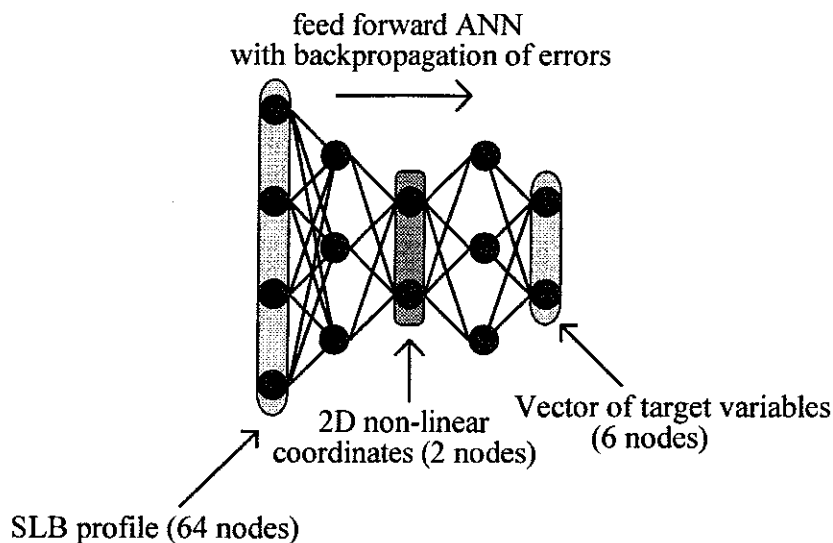 feed forward ANN
with backpropagation of errors
2D non-linear
coordinates (2 nodes)
Vector of target variables
(6 nodes)
SLB profile (64 nodes)